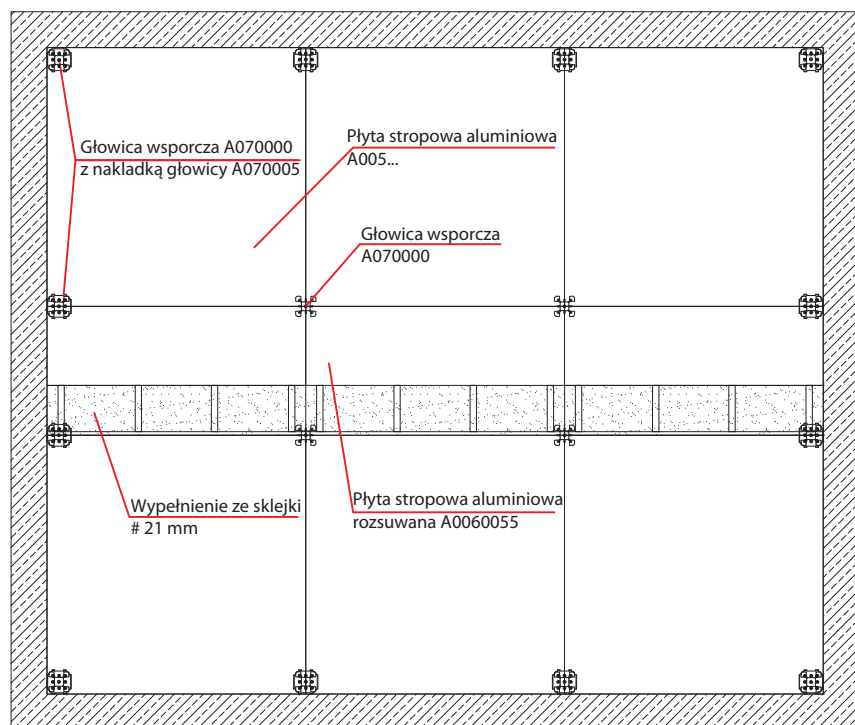 Głowica wsporcza A070000
z nakladką głowicy A070005
Płyta stropowa aluminiowa
A005...
Głowica wsporcza
A070000
Wypełnienie ze sklejki
# 21 mm
Płyta stropowa aluminiowa
rozsuwana A0060055